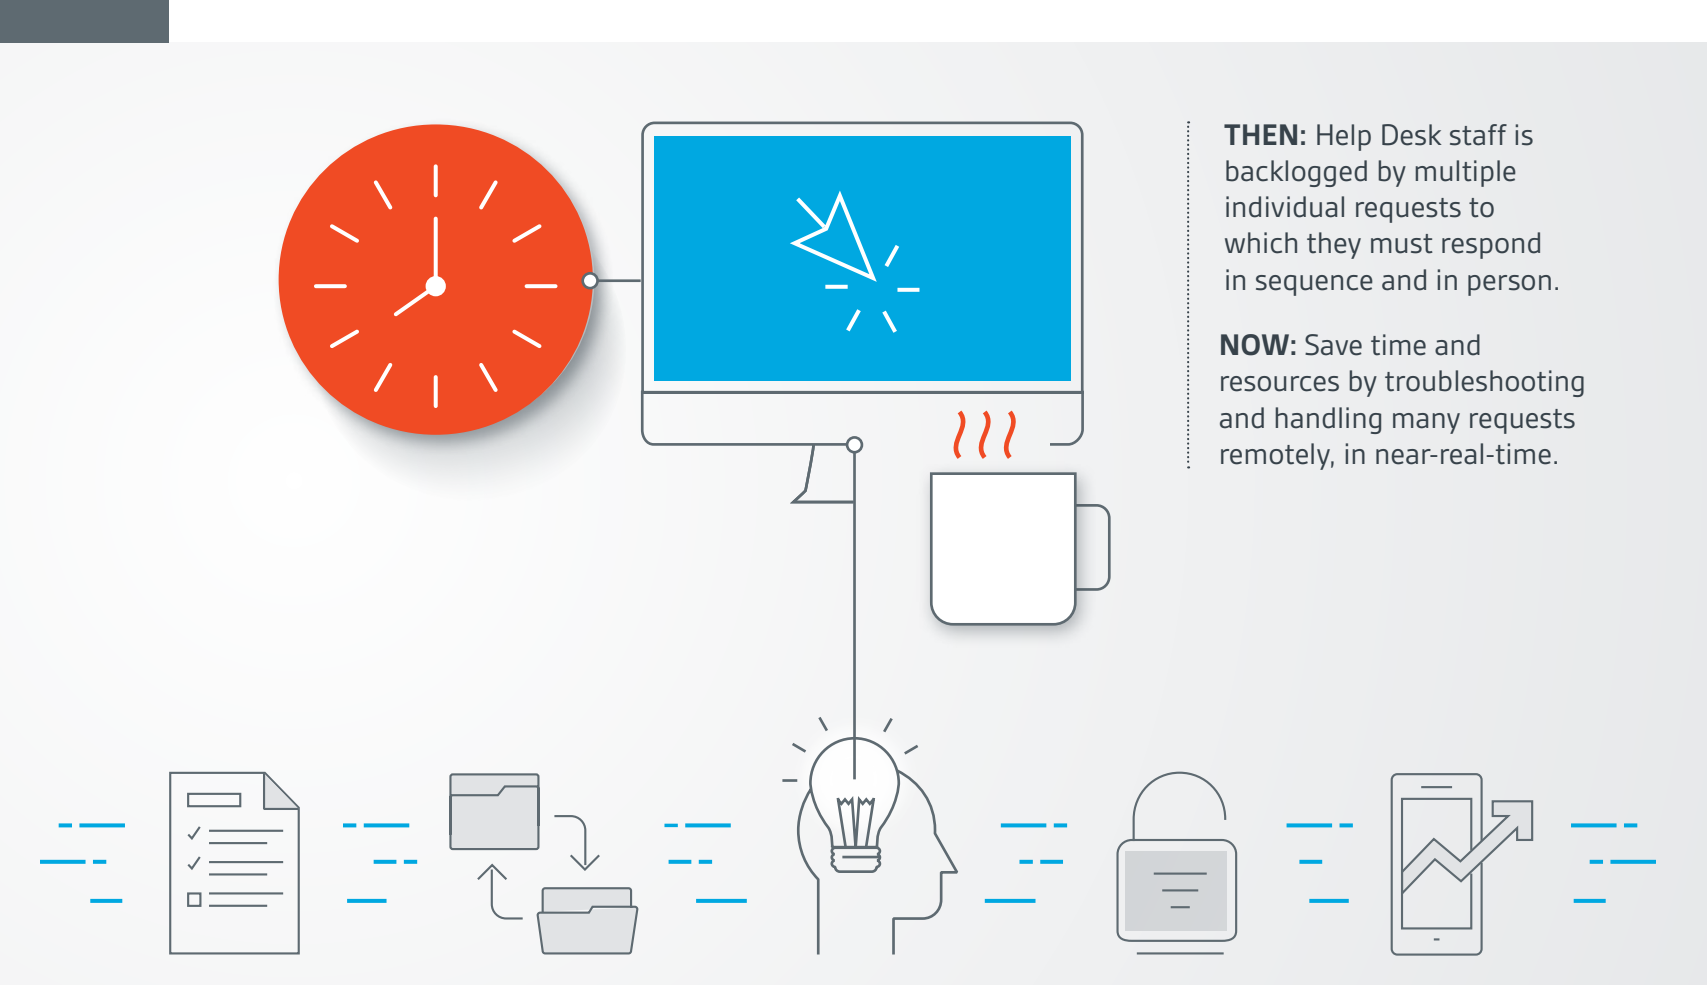 THEN: Help Desk staff is
backlogged by multiple
individual requests to
which they must respond
in sequence and in person.
NOW: Save time and
resources by troubleshooting
and handling many requests
remotely, in near-real-time.